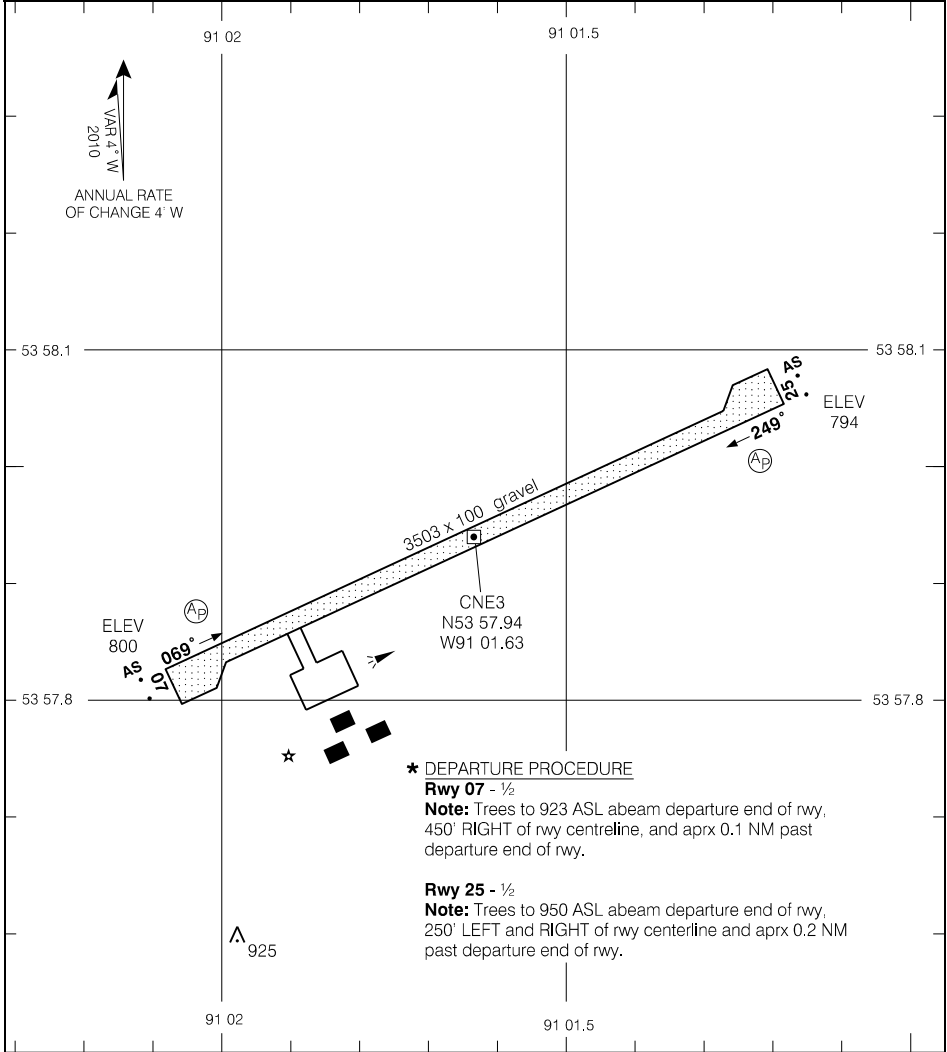 91 02
91 01.5
VAR 4° W
2010
ANNUAL RATE
OF CHANGE 4' W
53 58.1
53 58.1
AS
25
ELEV
794
249°
AP
3503 x 100 gravel
CNE3
N53 57.94
W91 01.63
AP
ELEV
800
069°
AS
07
53 57.8
53 57.8
* DEPARTURE PROCEDURE
Rwy 07 - ½
Note: Trees to 923 ASL abeam departure end of rwy,
450' RIGHT of rwy centreline, and aprx 0.1 NM past
departure end of rwy.
Rwy 25 - ½
Note: Trees to 950 ASL abeam departure end of rwy,
250' LEFT and RIGHT of rwy centerline and aprx 0.2 NM
past departure end of rwy.
925
91 02
91 01.5